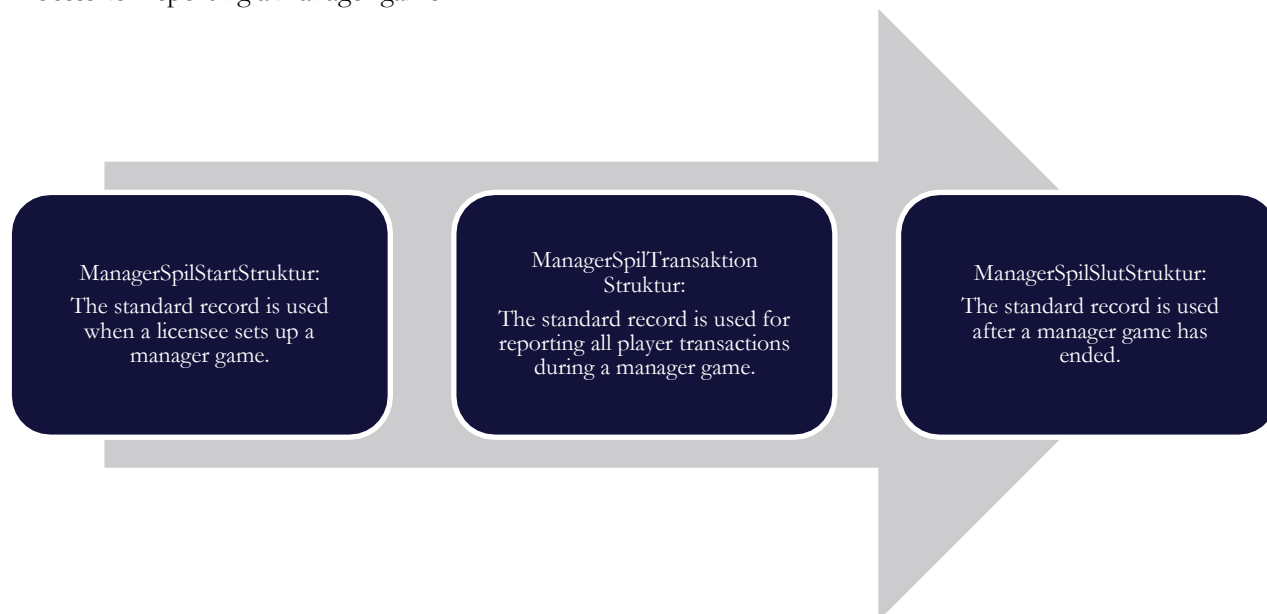 ManagerSpilStartStruktur:
The standard record is used
when a licensee sets up a
manager game.
ManagerSpilTransaktion
Struktur:
The standard record is used for
reporting all player transactions
during a manager game.
ManagerSpilSlutStruktur:
The standard record is used
after a manager game has
ended.